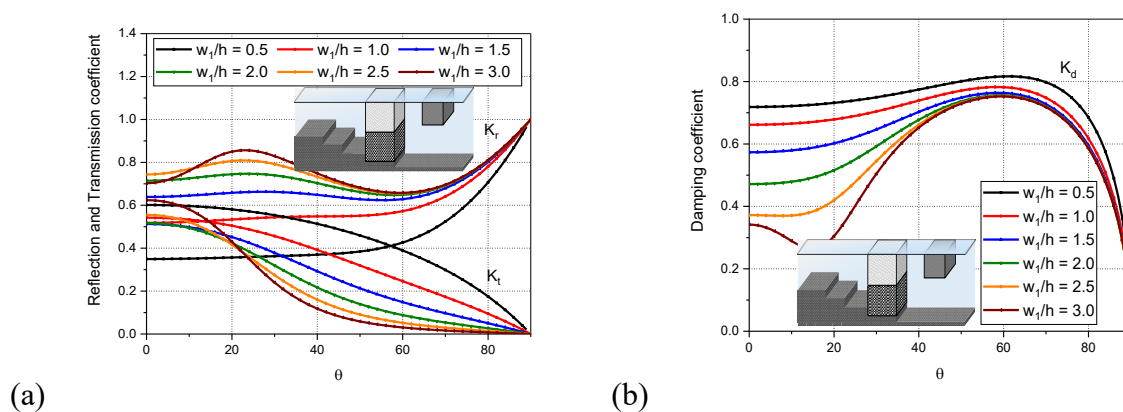 Reflection and Transmission coefficient
1.4
1.2
1.0
0.8
0.6
0.4
0.2
0.0
w₁/h = 0.5 w₁/h = 1.0 w₁/h = 1.5
w₁/h = 2.0 w₁/h = 2.5 w₁/h = 3.0
Kᵣ
Kₜ
0 20 40 60 80
θ
(a)
Damping coefficient
1.0
0.8
0.6
0.4
0.2
0.0
K_d
w₁/h = 0.5
w₁/h = 1.0
w₁/h = 1.5
w₁/h = 2.0
w₁/h = 2.5
w₁/h = 3.0
0 20 40 60 80
θ
(b)